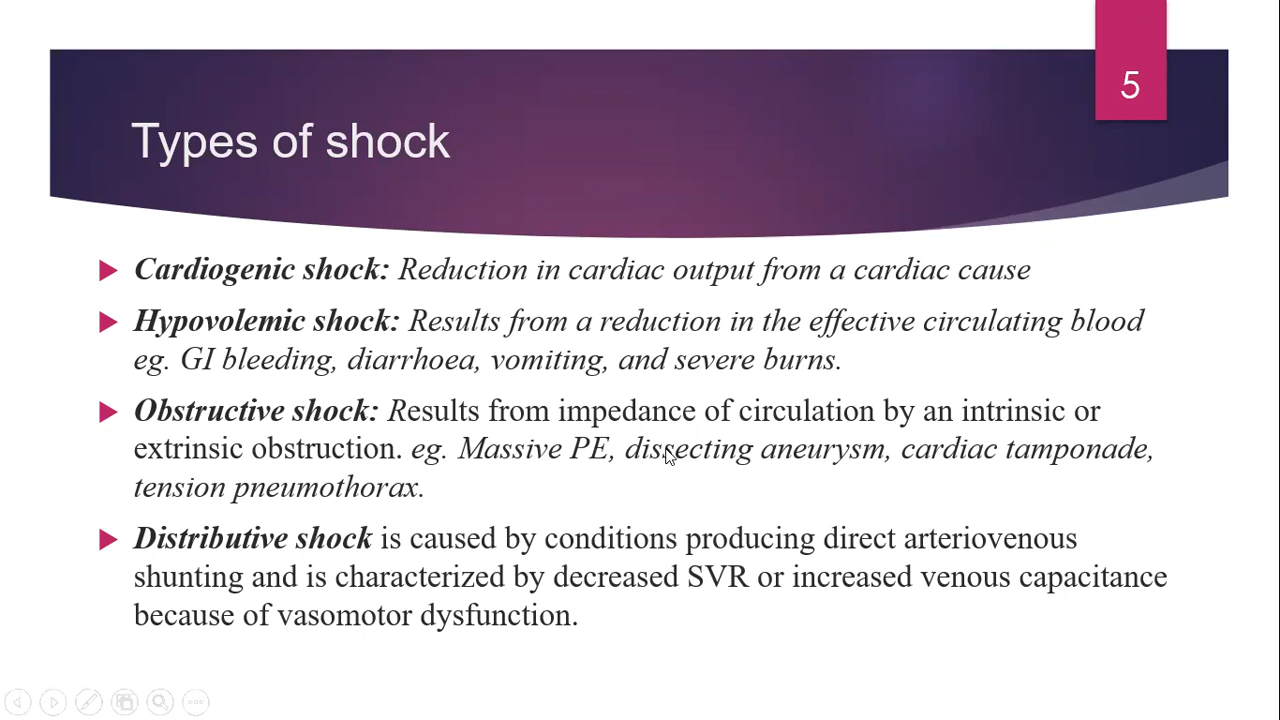 5
Types of shock
Cardiogenic shock: Reduction in cardiac output from a cardiac cause
Hypovolemic shock: Results from a reduction in the effective circulating blood
eg. GI bleeding, diarrhoea, vomiting, and severe burns.
Obstructive shock: Results from impedance of circulation by an intrinsic or
extrinsic obstruction. eg. Massive PE, dissecting aneurysm, cardiac tamponade,
tension pneumothorax.
Distributive shock is caused by conditions producing direct arteriovenous
shunting and is characterized by decreased SVR or increased venous capacitance
because of vasomotor dysfunction.